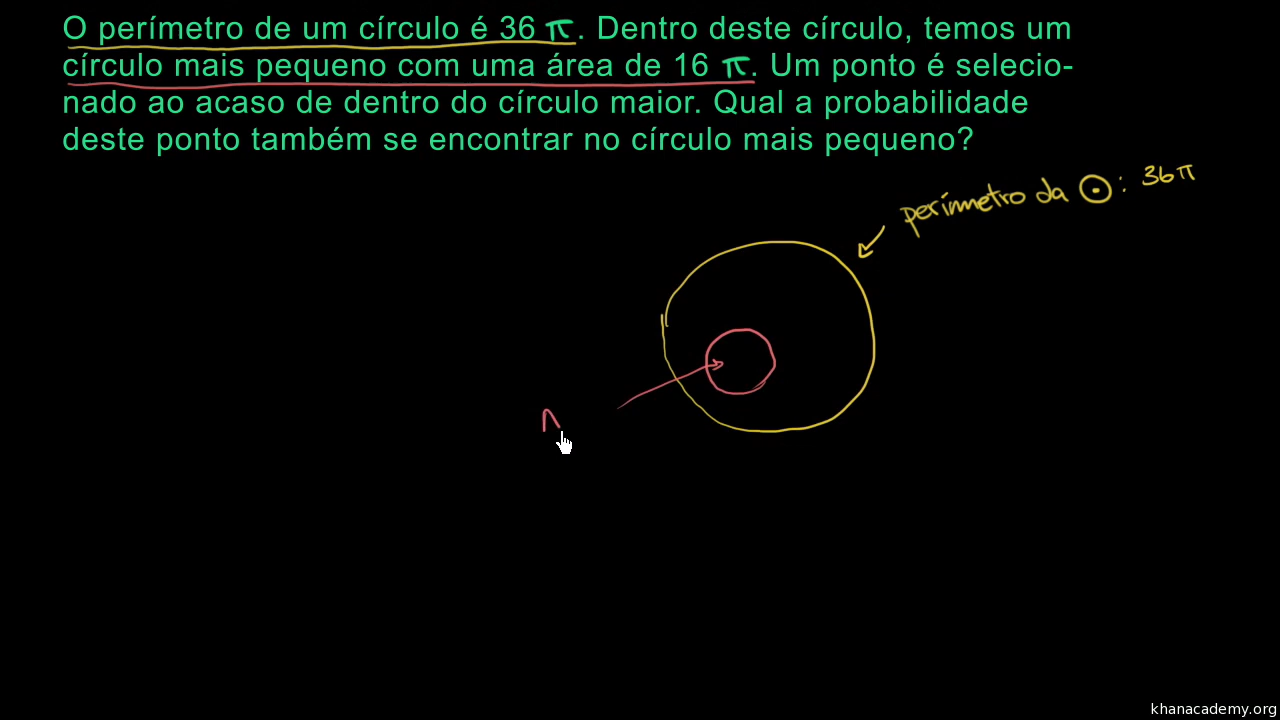 O perímetro de um círculo é 36 π. Dentro deste círculo, temos um
círculo mais pequeno com uma área de 16 π. Um ponto é selecio-
nado ao acaso de dentro do círculo maior. Qual a probabilidade
deste ponto também se encontrar no círculo mais pequeno?
perímetro da ⊙: 36π
khanacademy.org